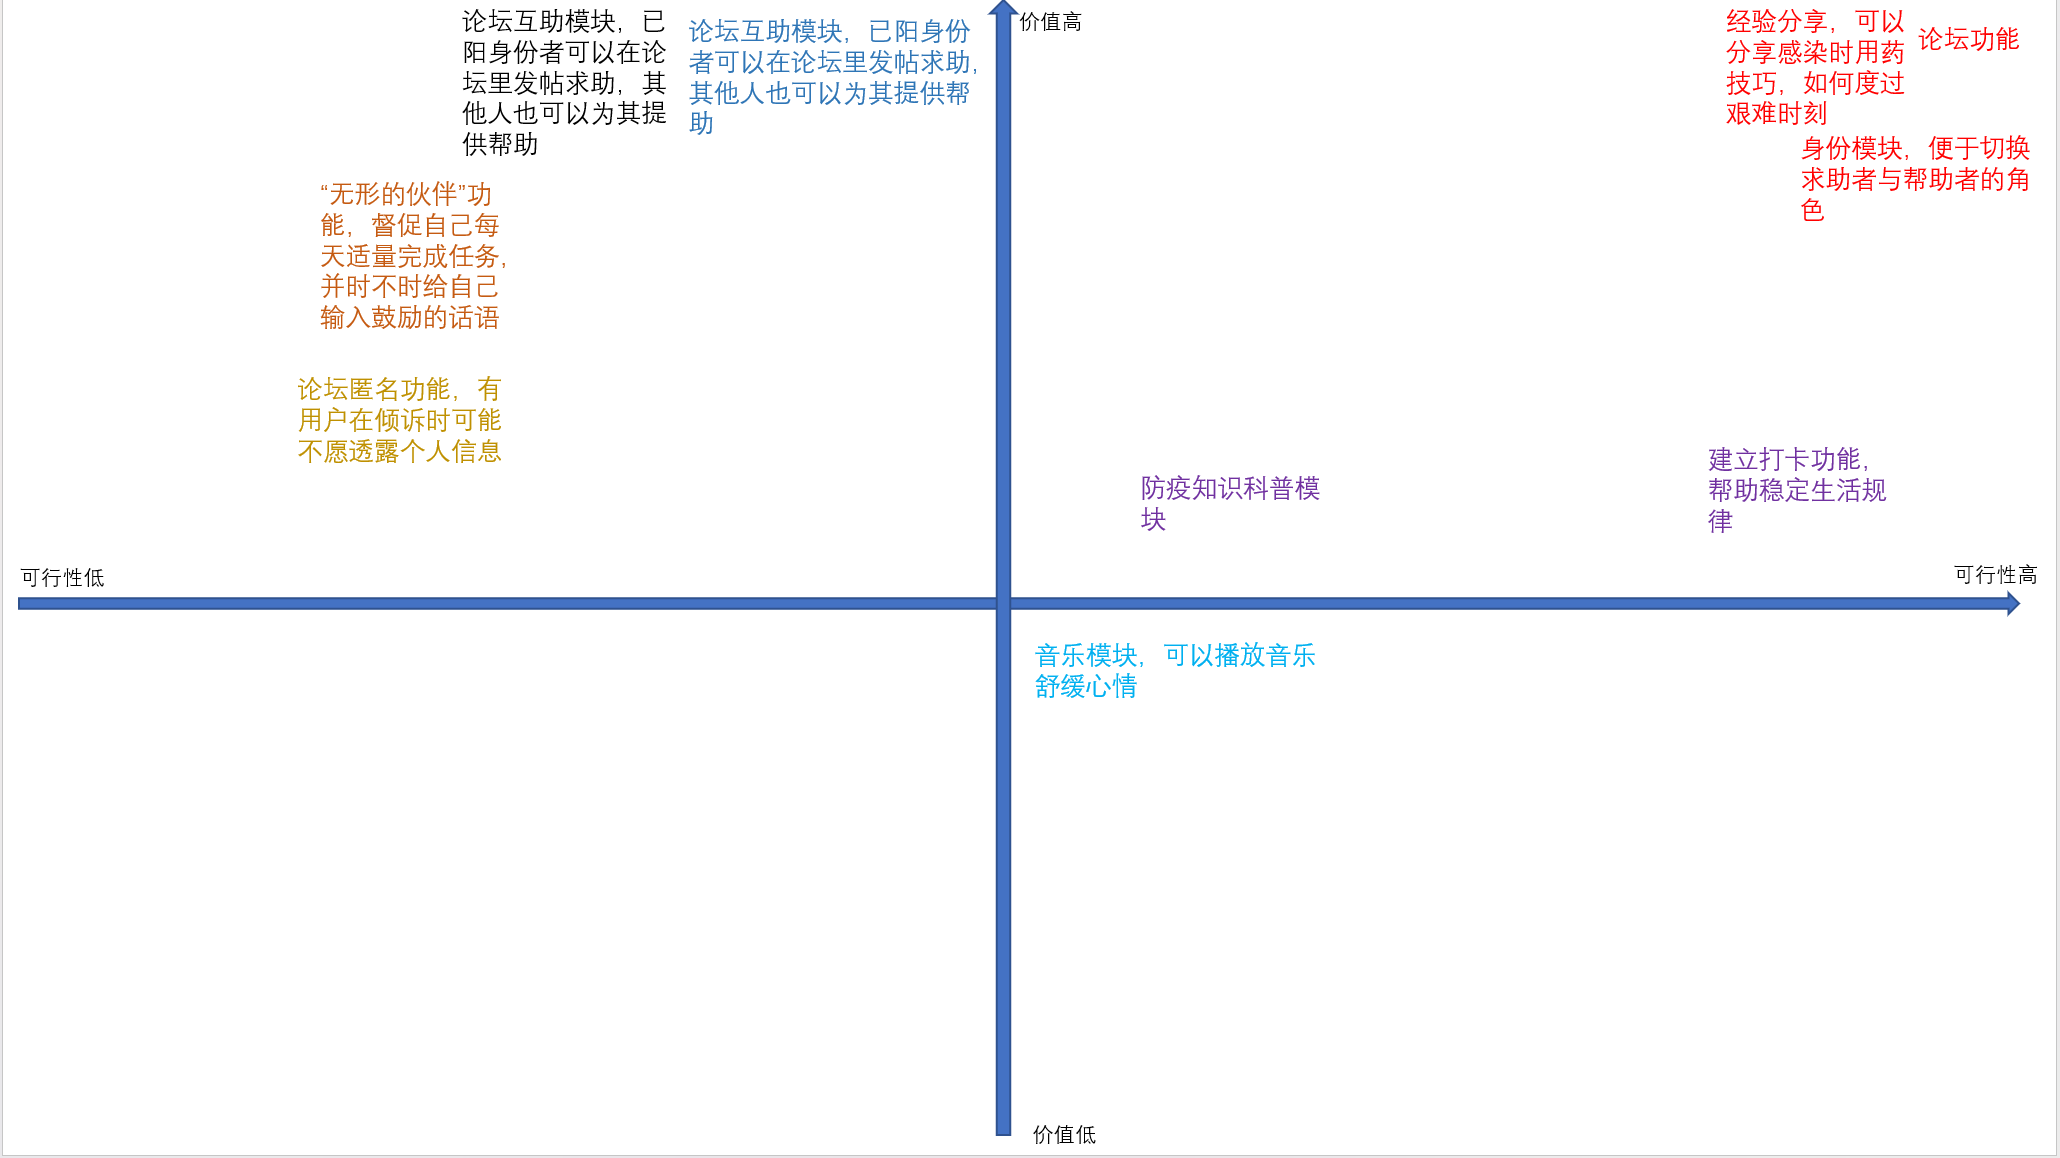 论坛互助模块，已
阳身份者可以在论
坛里发帖求助，其
他人也可以为其提
供帮助
论坛互助模块，已阳身份
者可以在论坛里发帖求助，
其他人也可以为其提供帮
助
价值高
经验分享，可以
分享感染时用药
技巧，如何度过
艰难时刻
论坛功能
身份模块，便于切换
求助者与帮助者的角
色
“无形的伙伴”功
能，督促自己每
天适量完成任务，
并时不时给自己
输入鼓励的话语
论坛匿名功能，有
用户在倾诉时可能
不愿透露个人信息
防疫知识科普模
块
建立打卡功能，
帮助稳定生活规
律
可行性低
可行性高
音乐模块，可以播放音乐
舒缓心情
价值低